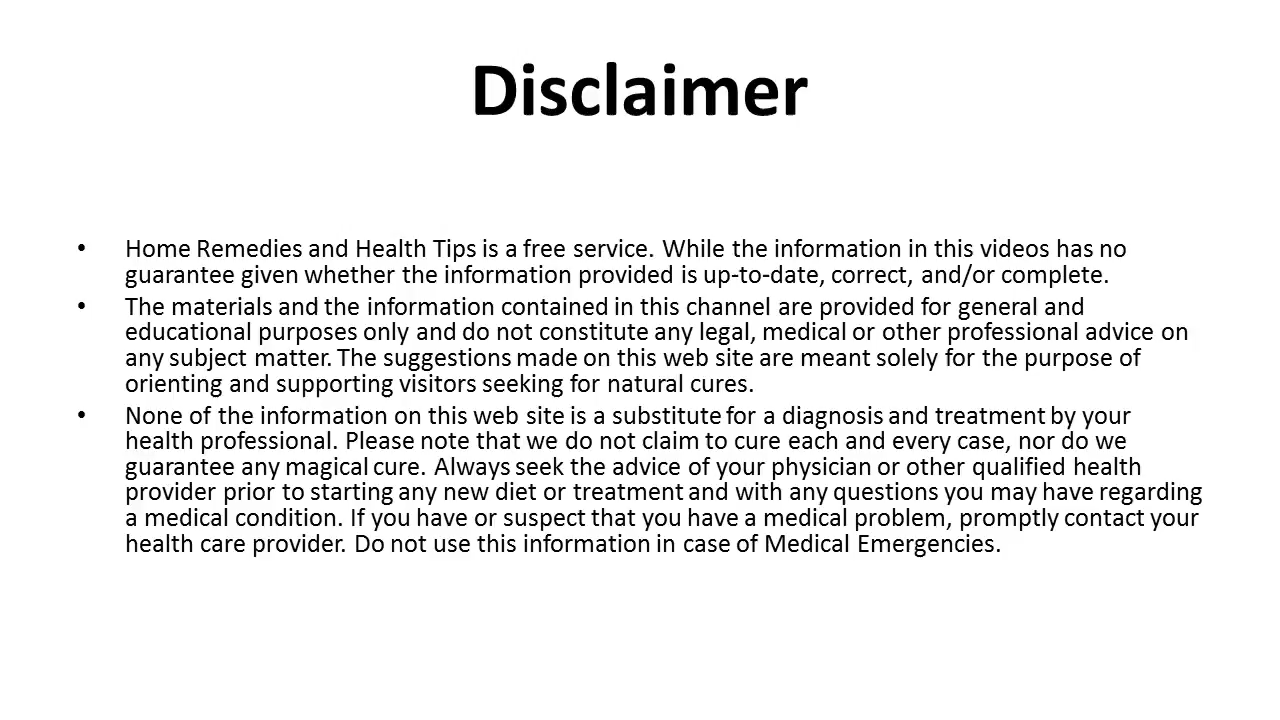 Disclaimer
• Home Remedies and Health Tips is a free service. While the information in this videos has no
guarantee given whether the information provided is up-to-date, correct, and/or complete.
• The materials and the information contained in this channel are provided for general and
educational purposes only and do not constitute any legal, medical or other professional advice on
any subject matter. The suggestions made on this web site are meant solely for the purpose of
orienting and supporting visitors seeking for natural cures.
• None of the information on this web site is a substitute for a diagnosis and treatment by your
health professional. Please note that we do not claim to cure each and every case, nor do we
guarantee any magical cure. Always seek the advice of your physician or other qualified health
provider prior to starting any new diet or treatment and with any questions you may have regarding
a medical condition. If you have or suspect that you have a medical problem, promptly contact your
health care provider. Do not use this information in case of Medical Emergencies.